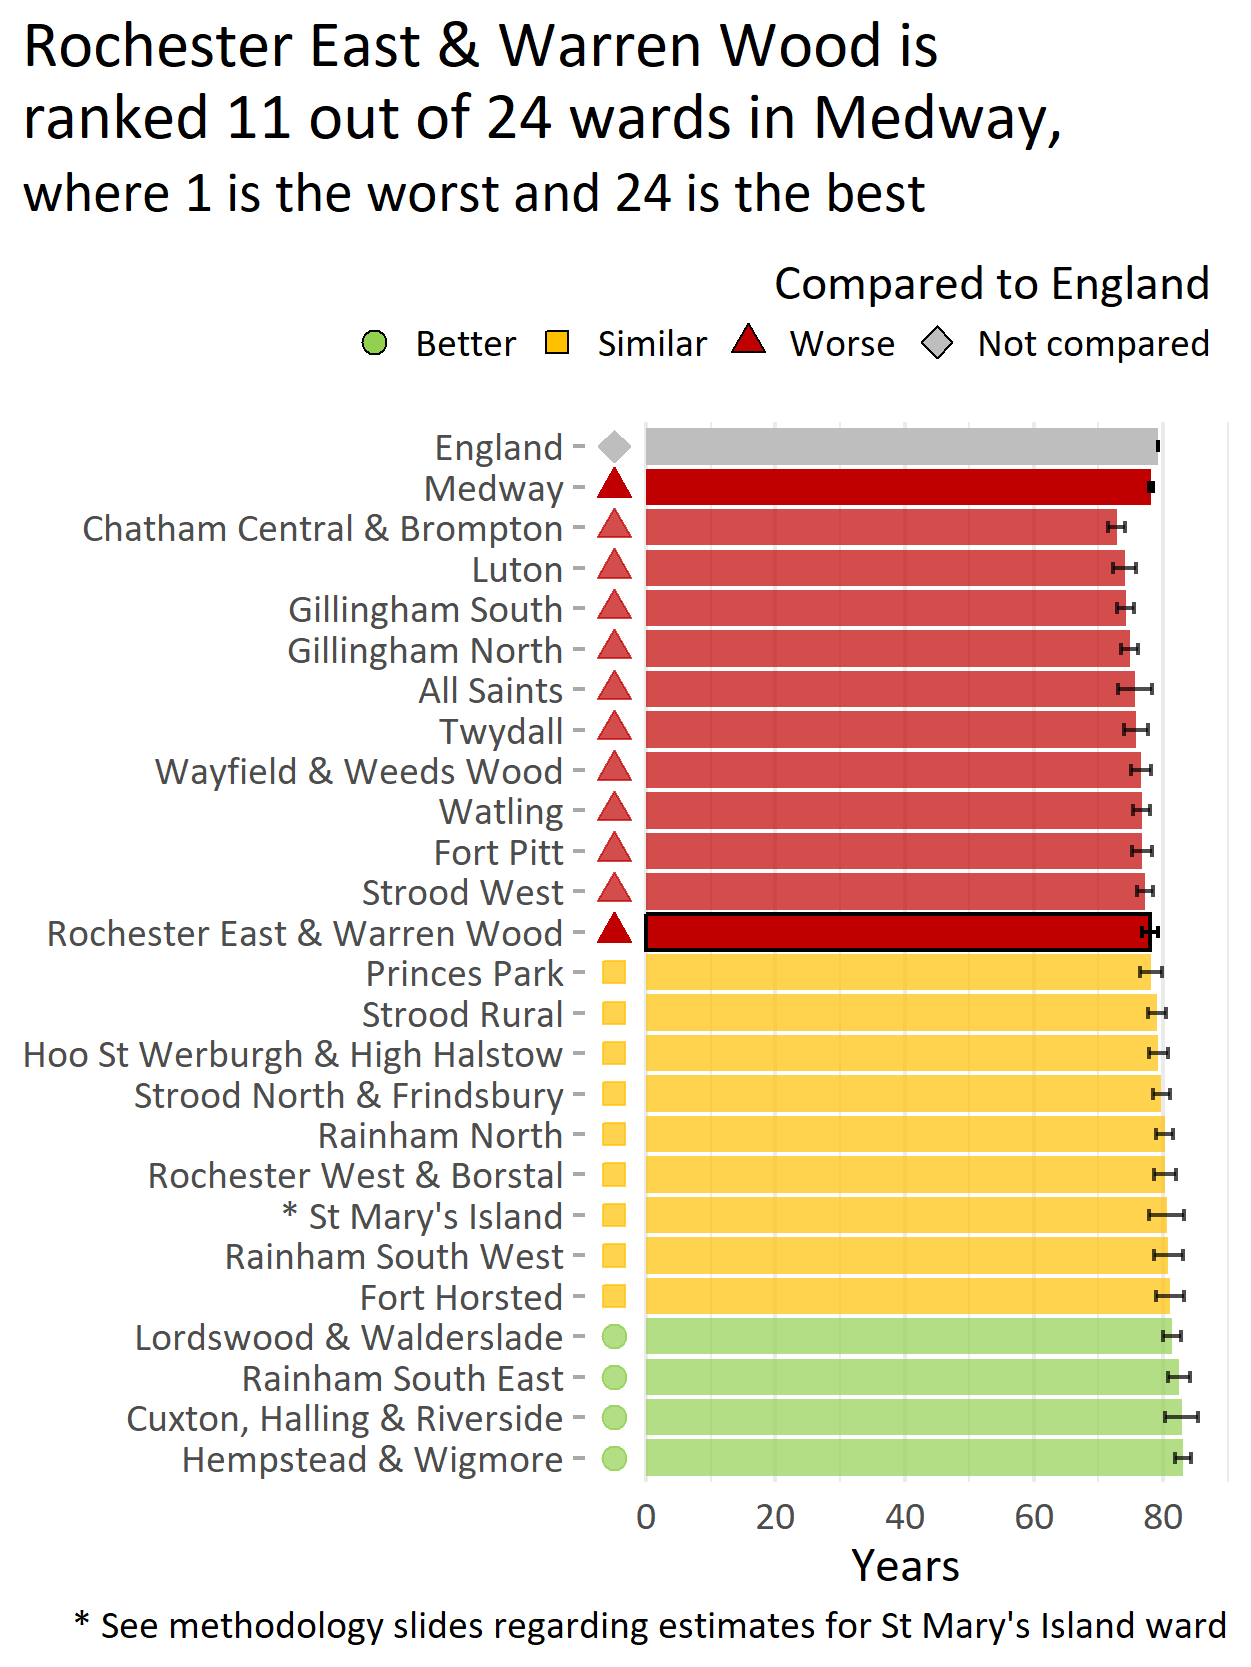 Rochester East & Warren Wood is
ranked 11 out of 24 wards in Medway,
where 1 is the worst and 24 is the best
Compared to England
Better Similar Worse Not compared
England
Medway
Chatham Central & Brompton
Luton
Gillingham South
Gillingham North
All Saints
Twydall
Wayfield & Weeds Wood
Watling
Fort Pitt
Strood West
Rochester East & Warren Wood
Princes Park
Strood Rural
Hoo St Werburgh & High Halstow
Strood North & Frindsbury
Rainham North
Rochester West & Borstal
* St Mary's Island
Rainham South West
Fort Horsted
Lordswood & Walderslade
Rainham South East
Cuxton, Halling & Riverside
Hempstead & Wigmore
0 20 40 60 80
Years
* See methodology slides regarding estimates for St Mary's Island ward